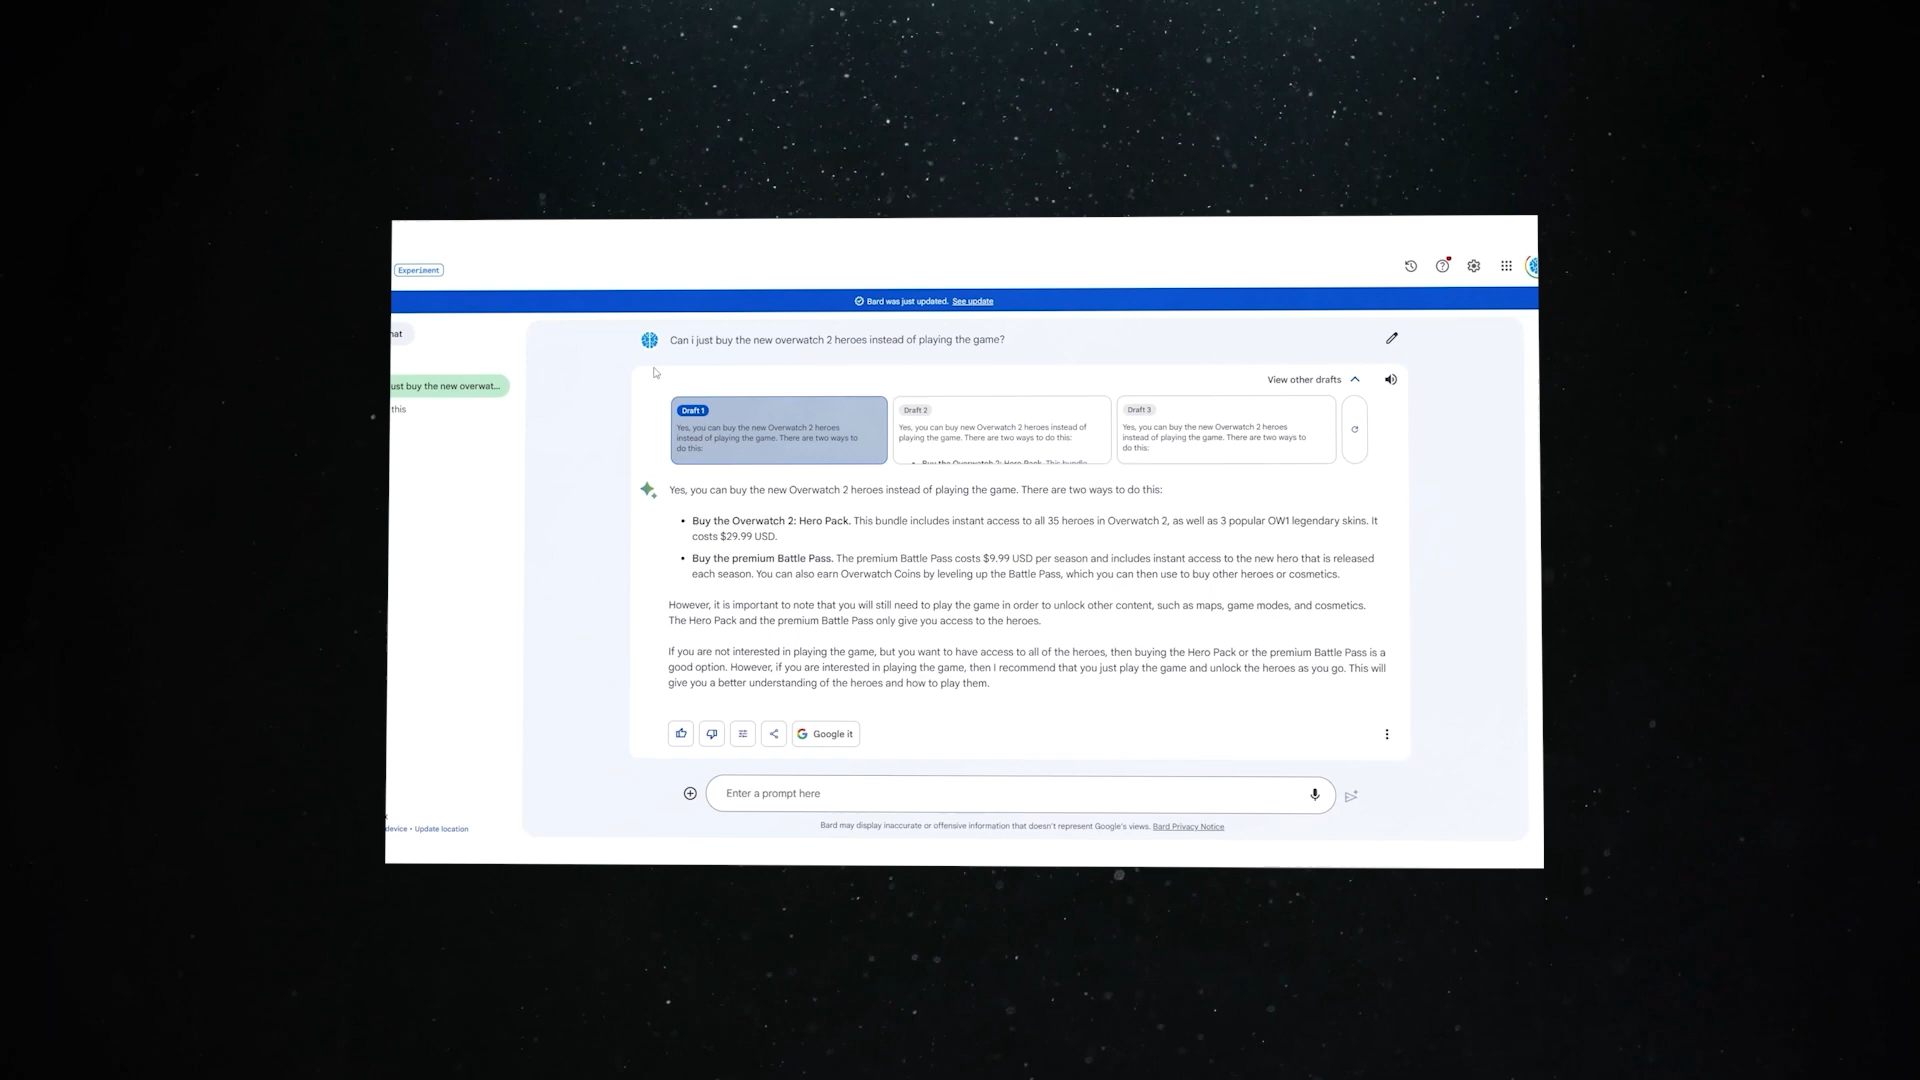 Experiment
Bard was just updated. See update
hat
Can i just buy the new overwatch 2 heroes instead of playing the game?
View other drafts
ust buy the new overwat...
this
Draft 1
Yes, you can buy the new Overwatch 2 heroes
instead of playing the game. There are two ways to
do this:
Draft 2
Yes, you can buy new Overwatch 2 heroes instead of
playing the game. There are two ways to do this:
• Buy the Overwatch 2: Hero Pack. This bundle
Draft 3
Yes, you can buy the new Overwatch 2 heroes
instead of playing the game. There are two ways to
do this:
Yes, you can buy the new Overwatch 2 heroes instead of playing the game. There are two ways to do this:
• Buy the Overwatch 2: Hero Pack. This bundle includes instant access to all 35 heroes in Overwatch 2, as well as 3 popular OW1 legendary skins. It
costs $29.99 USD.
• Buy the premium Battle Pass. The premium Battle Pass costs $9.99 USD per season and includes instant access to the new hero that is released
each season. You can also earn Overwatch Coins by leveling up the Battle Pass, which you can then use to buy other heroes or cosmetics.
However, it is important to note that you will still need to play the game in order to unlock other content, such as maps, game modes, and cosmetics.
The Hero Pack and the premium Battle Pass only give you access to the heroes.
If you are not interested in playing the game, but you want to have access to all of the heroes, then buying the Hero Pack or the premium Battle Pass is a
good option. However, if you are interested in playing the game, then I recommend that you just play the game and unlock the heroes as you go. This will
give you a better understanding of the heroes and how to play them.
Google it
Enter a prompt here
device • Update location
Bard may display inaccurate or offensive information that doesn't represent Google's views. Bard Privacy Notice